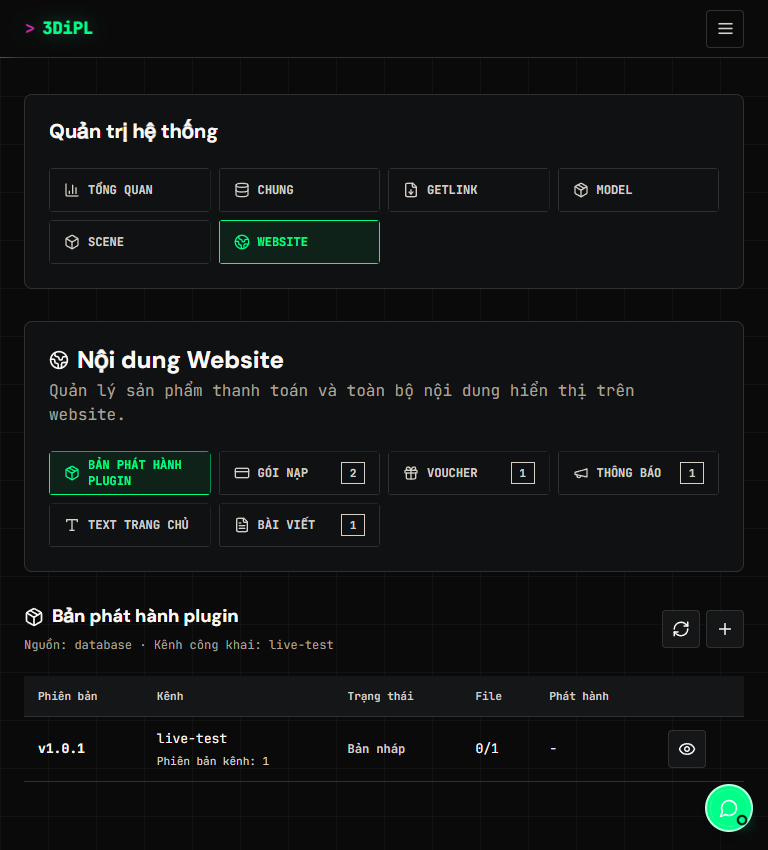 > 3DiPL
Quản trị hệ thống
TỔNG QUAN
CHUNG
GETLINK
MODEL
SCENE
WEBSITE
Nội dung Website
Quản lý sản phẩm thanh toán và toàn bộ nội dung hiển thị trên
website.
BẢN PHÁT HÀNH
PLUGIN
GÓI NẠP 2
VOUCHER 1
THÔNG BÁO 1
TEXT TRANG CHỦ
BÀI VIẾT 1
Bản phát hành plugin
Nguồn: database · Kênh công khai: live-test
Phiên bản Kênh Trạng thái File Phát hành
v1.0.1 live-test Bản nháp 0/1 -
Phiên bản kênh: 1